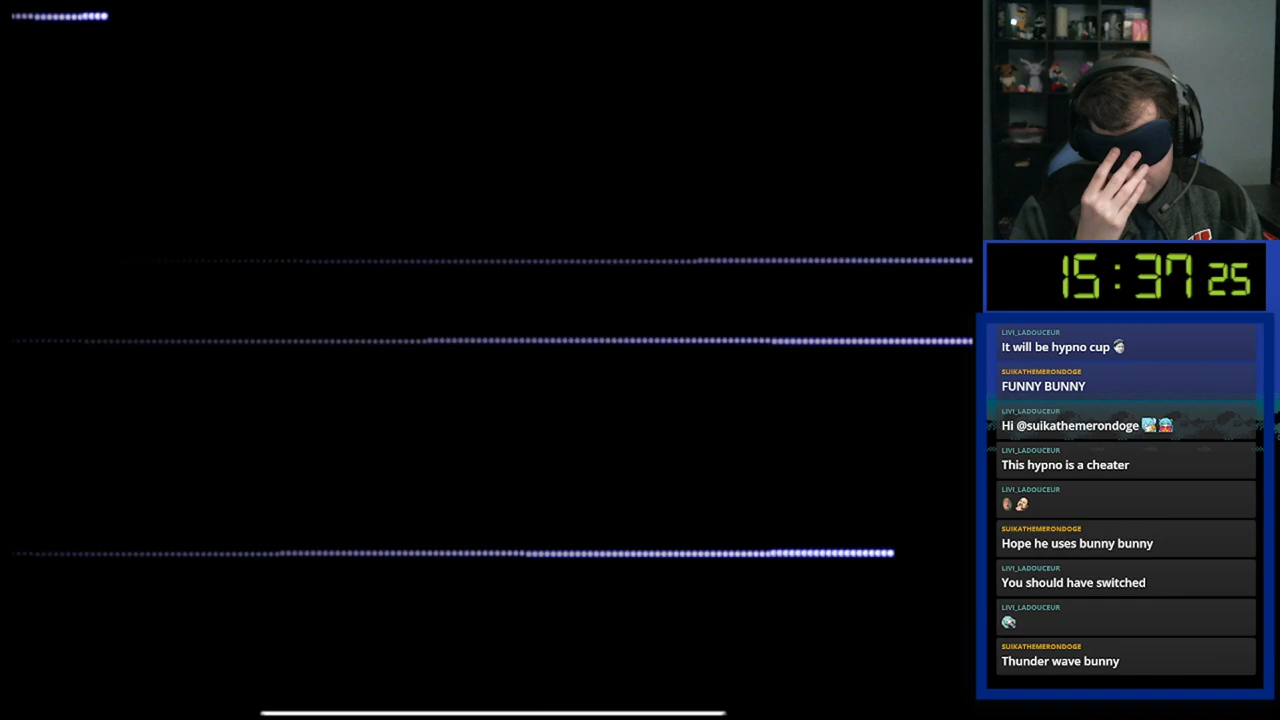 15:37 25
LIVI_LADOUCEUR
It will be hypno cup
SUIKATHEMERONDOGE
FUNNY BUNNY
LIVI_LADOUCEUR
Hi @suikathemerondoge
LIVI_LADOUCEUR
This hypno is a cheater
LIVI_LADOUCEUR
SUIKATHEMERONDOGE
Hope he uses bunny bunny
LIVI_LADOUCEUR
You should have switched
LIVI_LADOUCEUR
SUIKATHEMERONDOGE
Thunder wave bunny